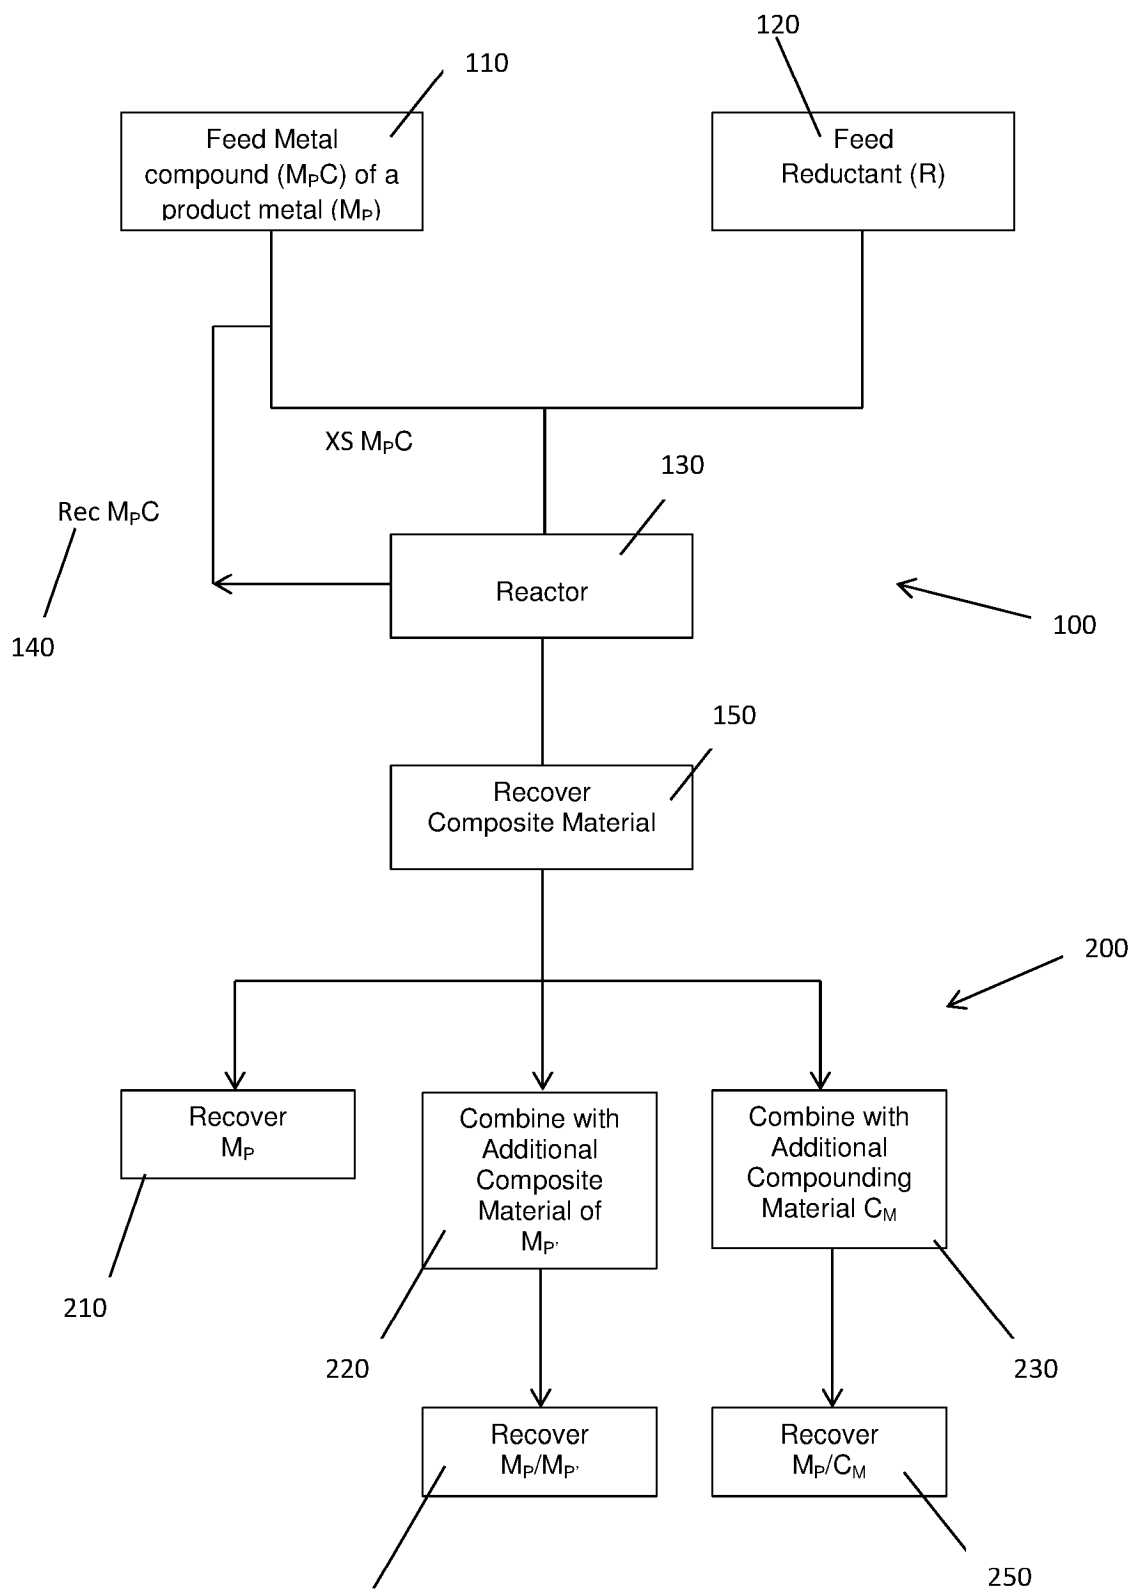 120
110
Feed Metal
compound (MₚC) of a
product metal (Mₚ)
Feed
Reductant (R)
XS MₚC
130
Rec MₚC
Reactor
100
140
150
Recover
Composite Material
200
Recover
Mₚ
Combine with
Additional
Composite
Material of
Mₚ'
Combine with
Additional
Compounding
Material Cₘ
210
220
230
Recover
Mₚ/Mₚ'
Recover
Mₚ/Cₘ
250